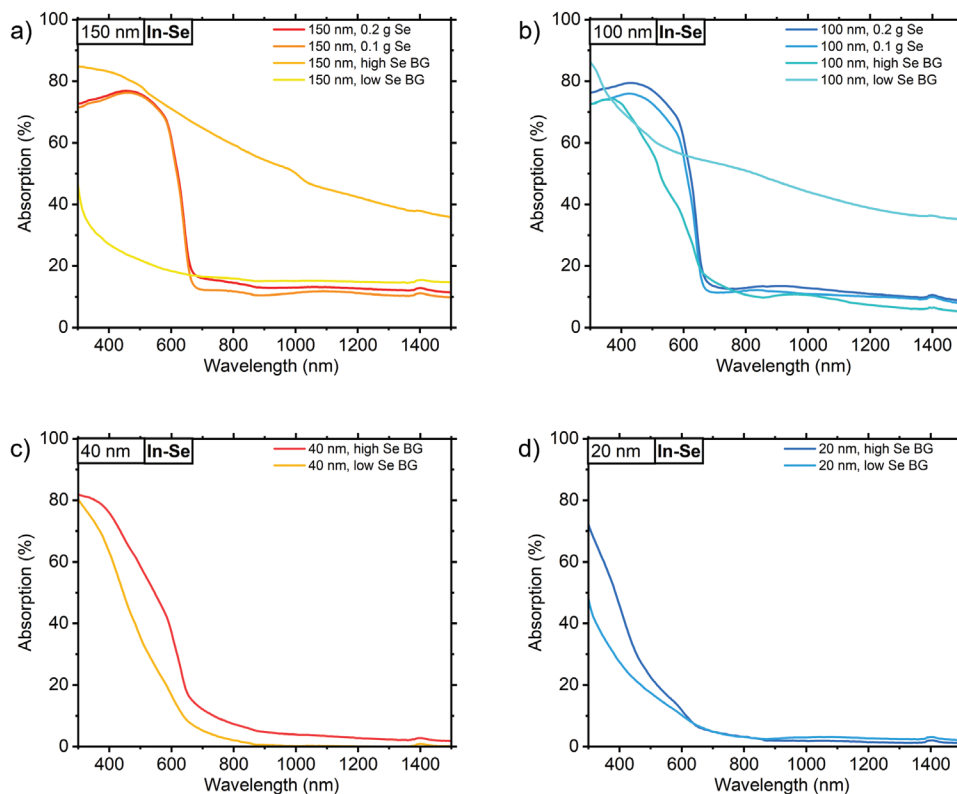 a)
150 nm In-Se
150 nm, 0.2 g Se
150 nm, 0.1 g Se
150 nm, high Se BG
150 nm, low Se BG
100
80
60
40
20
0
Absorption (%)
400 600 800 1000 1200 1400
Wavelength (nm)
b)
100 nm In-Se
100 nm, 0.2 g Se
100 nm, 0.1 g Se
100 nm, high Se BG
100 nm, low Se BG
100
80
60
40
20
0
Absorption (%)
400 600 800 1000 1200 1400
Wavelength (nm)
c)
40 nm In-Se
40 nm, high Se BG
40 nm, low Se BG
100
80
60
40
20
0
Absorption (%)
400 600 800 1000 1200 1400
Wavelength (nm)
d)
20 nm In-Se
20 nm, high Se BG
20 nm, low Se BG
100
80
60
40
20
0
Absorption (%)
400 600 800 1000 1200 1400
Wavelength (nm)